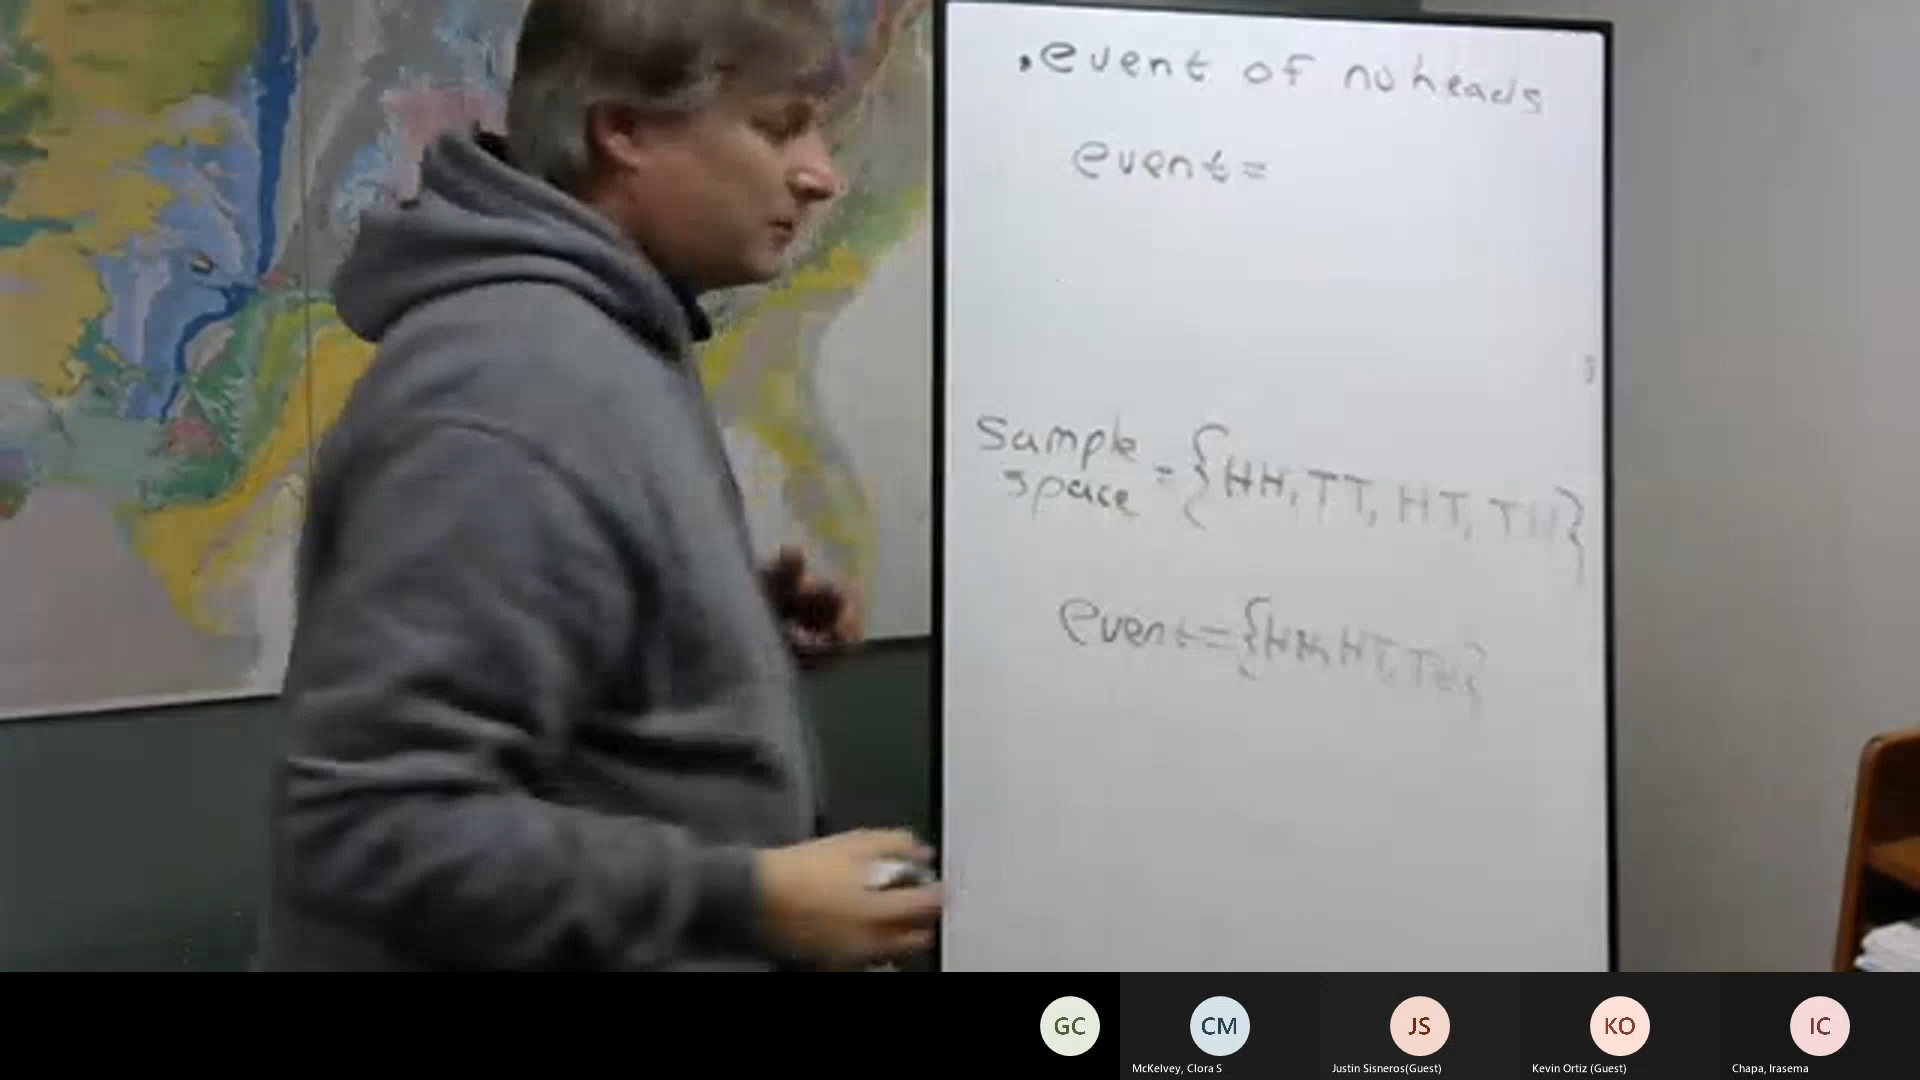 .event of no heads
event =
Sample
space = {HH, TT, HT, TH}
event = {HH, HT, TH}
GC
CM
JS
KO
IC
McKelvey, Clora S
Justin Sisneros(Guest)
Kevin Ortiz (Guest)
Chapa, Irasema